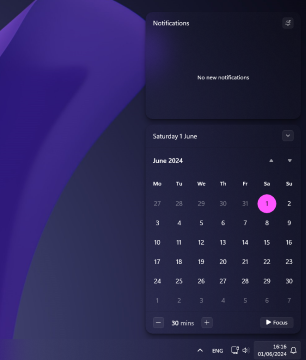 Notifications
No new notifications
Saturday 1 June
June 2024
Mo Tu We Th Fr Sa Su
27 28 29 30 31 1 2
3 4 5 6 7 8 9
10 11 12 13 14 15 16
17 18 19 20 21 22 23
24 25 26 27 28 29 30
1 2 3 4 5 6 7
30 mins
Focus
ENG
16:16
01/06/2024